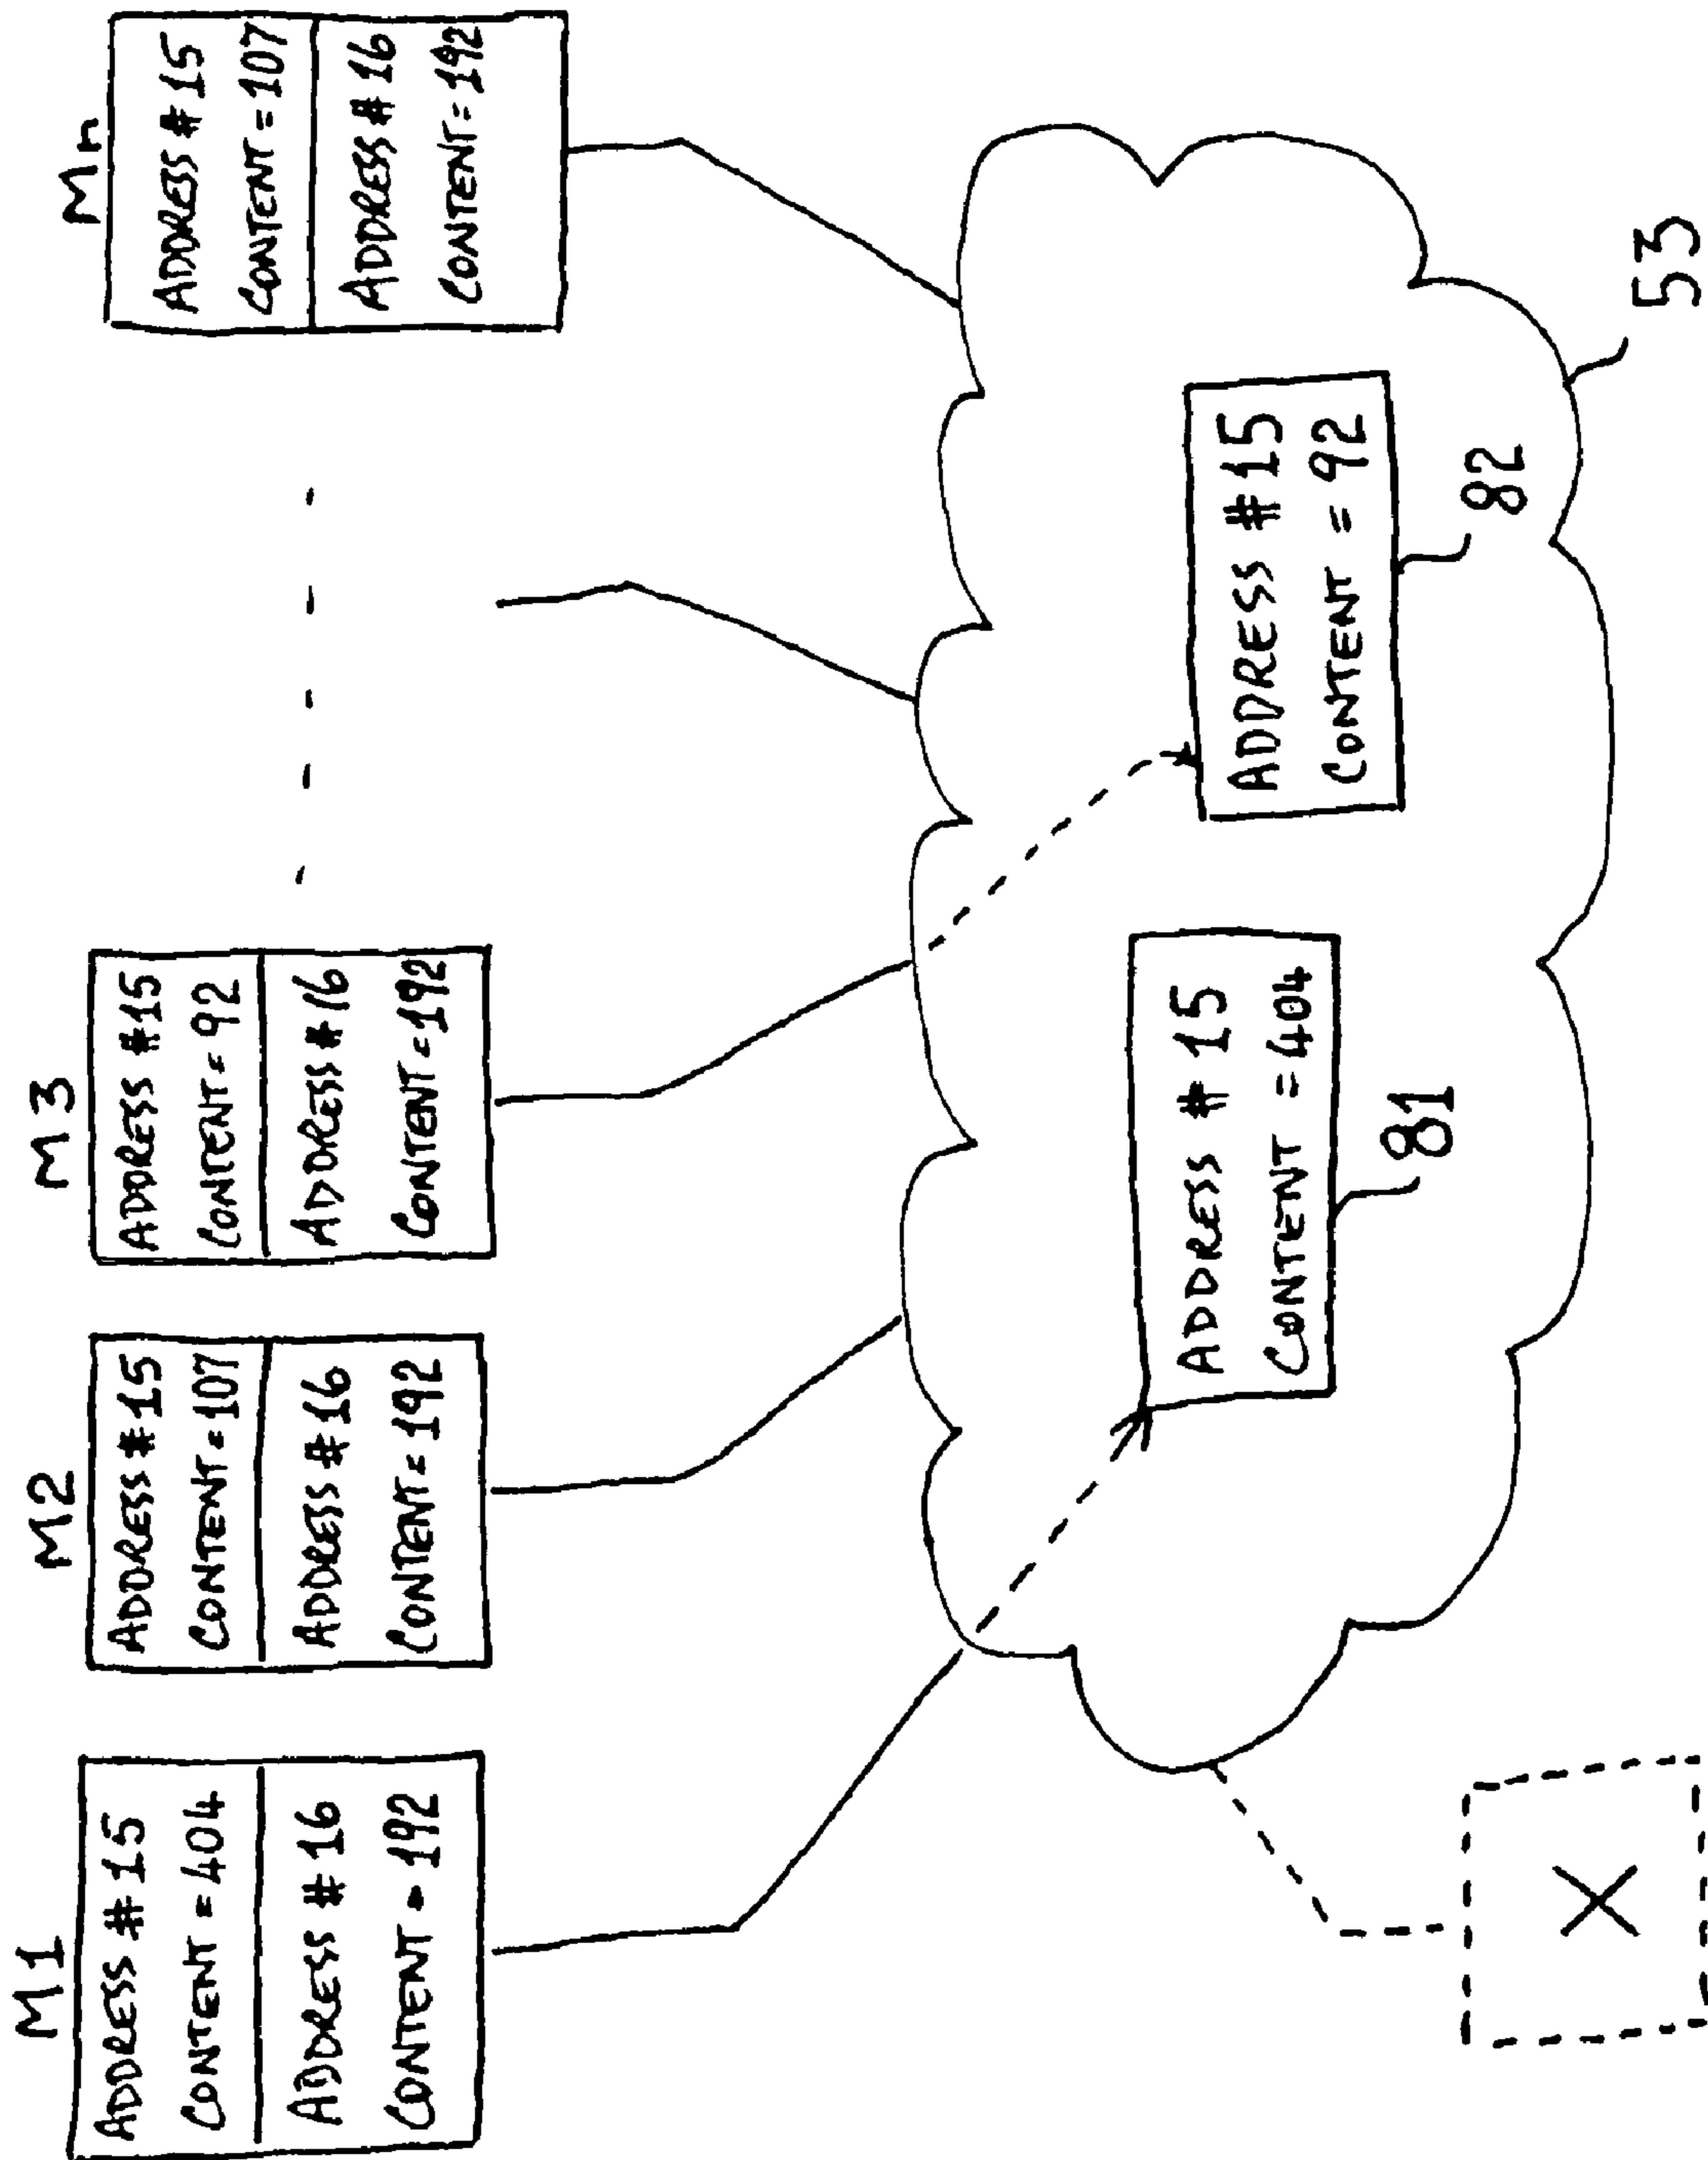 M1
ADDRESS #15
CONTENT = 404
ADDRESS #16
CONTENT = 192
M2
ADDRESS #15
CONTENT = 107
ADDRESS #16
CONTENT = 192
M3
ADDRESS #15
CONTENT = 92
ADDRESS #16
CONTENT = 192
Mn
ADDRESS #15
CONTENT = 107
ADDRESS #16
CONTENT = 192
ADDRESS #15
CONTENT = 404
81
ADDRESS #15
CONTENT = 92
82
53
X